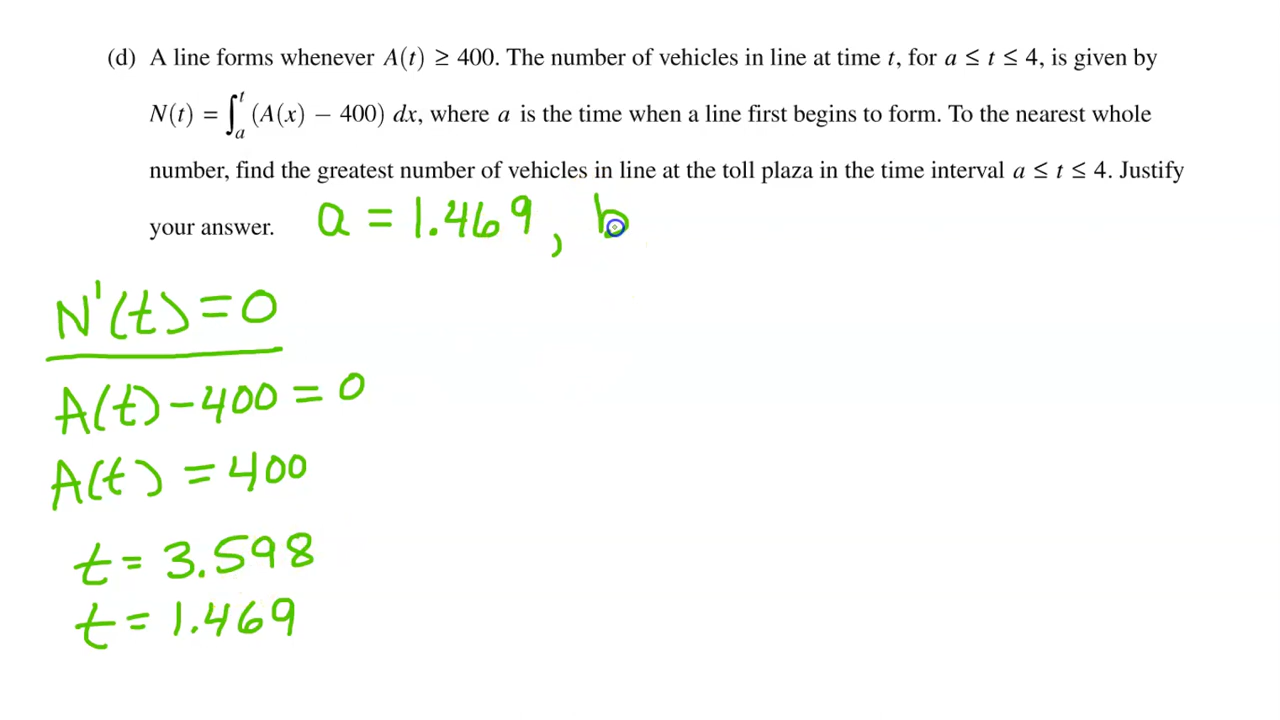 (d) A line forms whenever A(t) ≥ 400. The number of vehicles in line at time t, for a ≤ t ≤ 4, is given by
N(t) = ∫ₐᵗ (A(x) − 400) dx, where a is the time when a line first begins to form. To the nearest whole
number, find the greatest number of vehicles in line at the toll plaza in the time interval a ≤ t ≤ 4. Justify
your answer. a = 1.469, b
N'(t) = 0
A(t) − 400 = 0
A(t) = 400
t = 3.598
t = 1.469